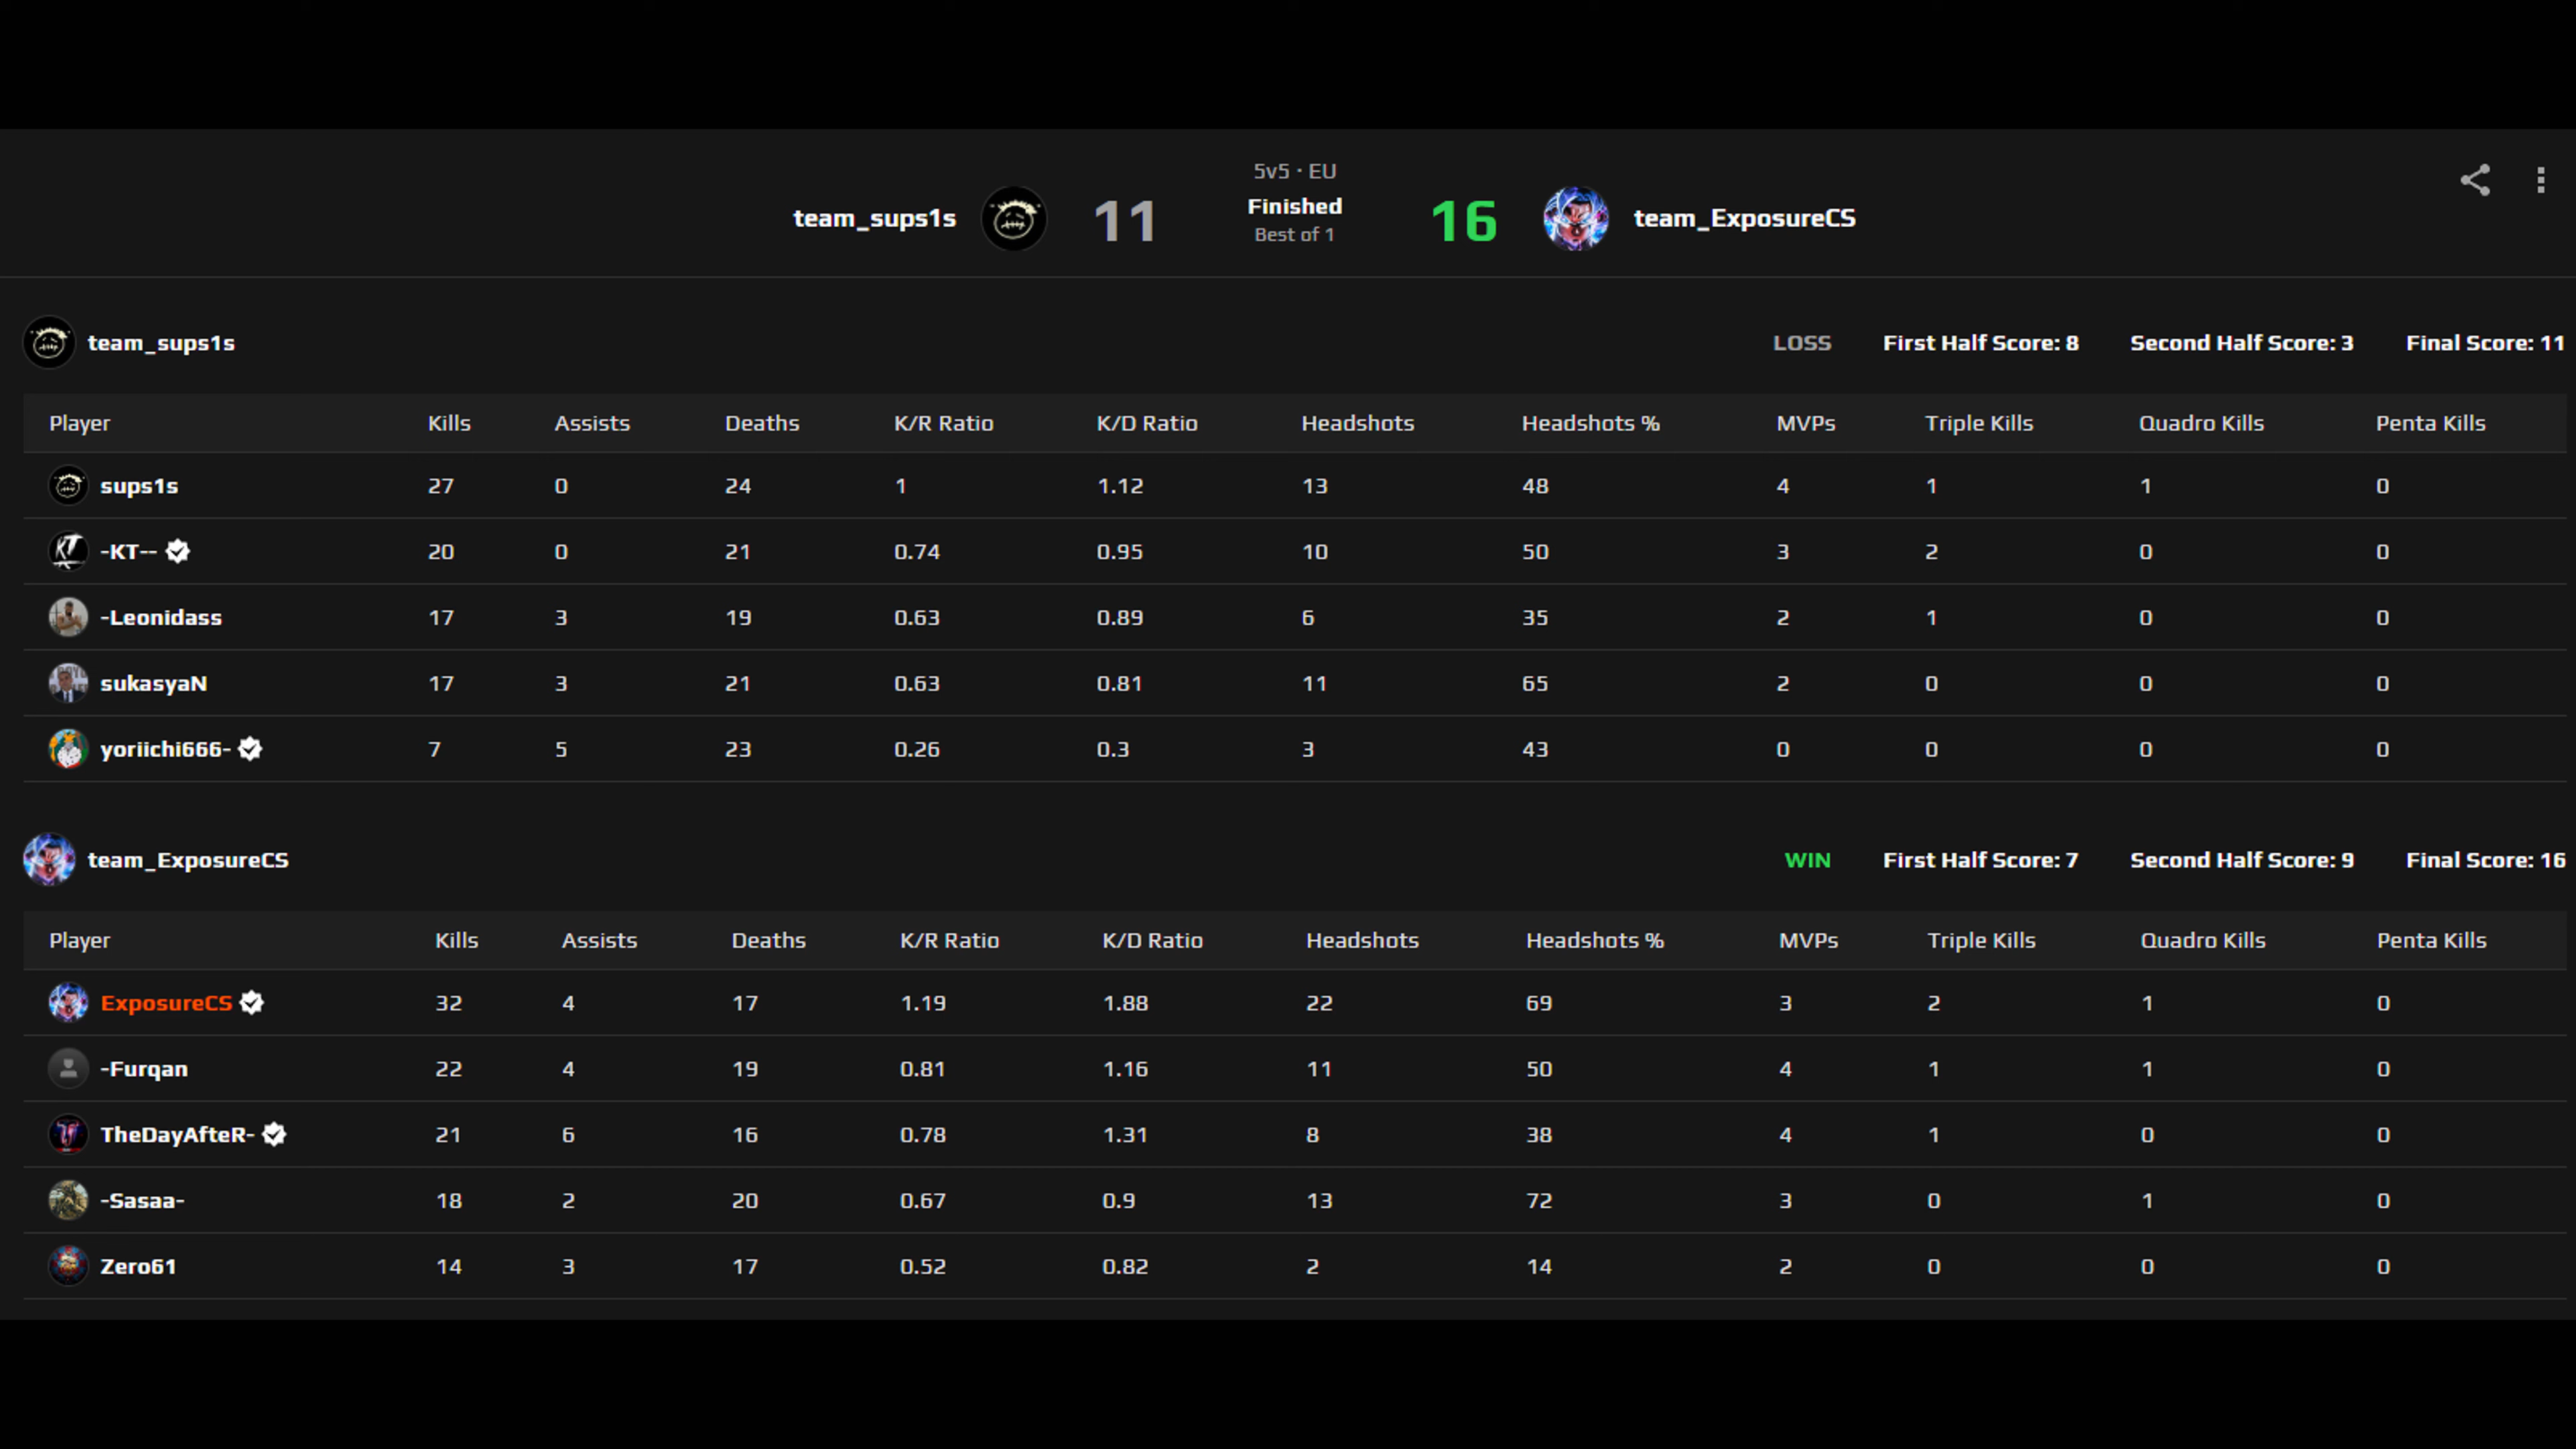 5v5 · EU
team_sups1s 11 Finished 16 team_ExposureCS
Best of 1
team_sups1s LOSS First Half Score: 8 Second Half Score: 3 Final Score: 11
Player Kills Assists Deaths K/R Ratio K/D Ratio Headshots Headshots % MVPs Triple Kills Quadro Kills Penta Kills
sups1s 27 0 24 1 1.12 13 48 4 1 1 0
-KT-- 20 0 21 0.74 0.95 10 50 3 2 0 0
-Leonidass 17 3 19 0.63 0.89 6 35 2 1 0 0
sukasyaN 17 3 21 0.63 0.81 11 65 2 0 0 0
yoriichi666- 7 5 23 0.26 0.3 3 43 0 0 0 0
team_ExposureCS WIN First Half Score: 7 Second Half Score: 9 Final Score: 16
Player Kills Assists Deaths K/R Ratio K/D Ratio Headshots Headshots % MVPs Triple Kills Quadro Kills Penta Kills
ExposureCS 32 4 17 1.19 1.88 22 69 3 2 1 0
-Furqan 22 4 19 0.81 1.16 11 50 4 1 1 0
TheDayAfteR- 21 6 16 0.78 1.31 8 38 4 1 0 0
-Sasaa- 18 2 20 0.67 0.9 13 72 3 0 1 0
Zero61 14 3 17 0.52 0.82 2 14 2 0 0 0